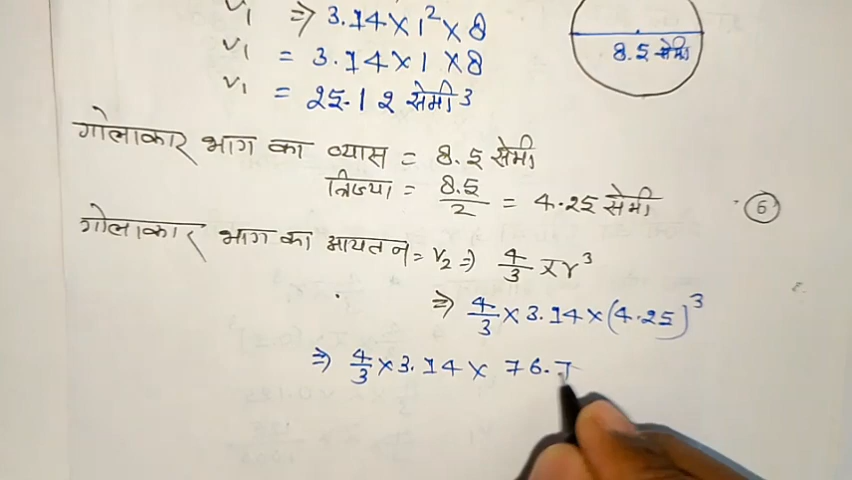 V₁ ⇒ 3.14×1²×8
V₁ = 3.14×1×8
V₁ = 25.12 सेमी³
8.5 सेमी
गोलाकार भाग का व्यास = 8.5 सेमी
त्रिज्या = 8.5/2 = 4.25 सेमी
6
गोलाकार भाग का आयतन = V₂ ⇒ 4/3 πr³
⇒ 4/3 × 3.14 × (4.25)³
⇒ 4/3 × 3.14 × 76.7